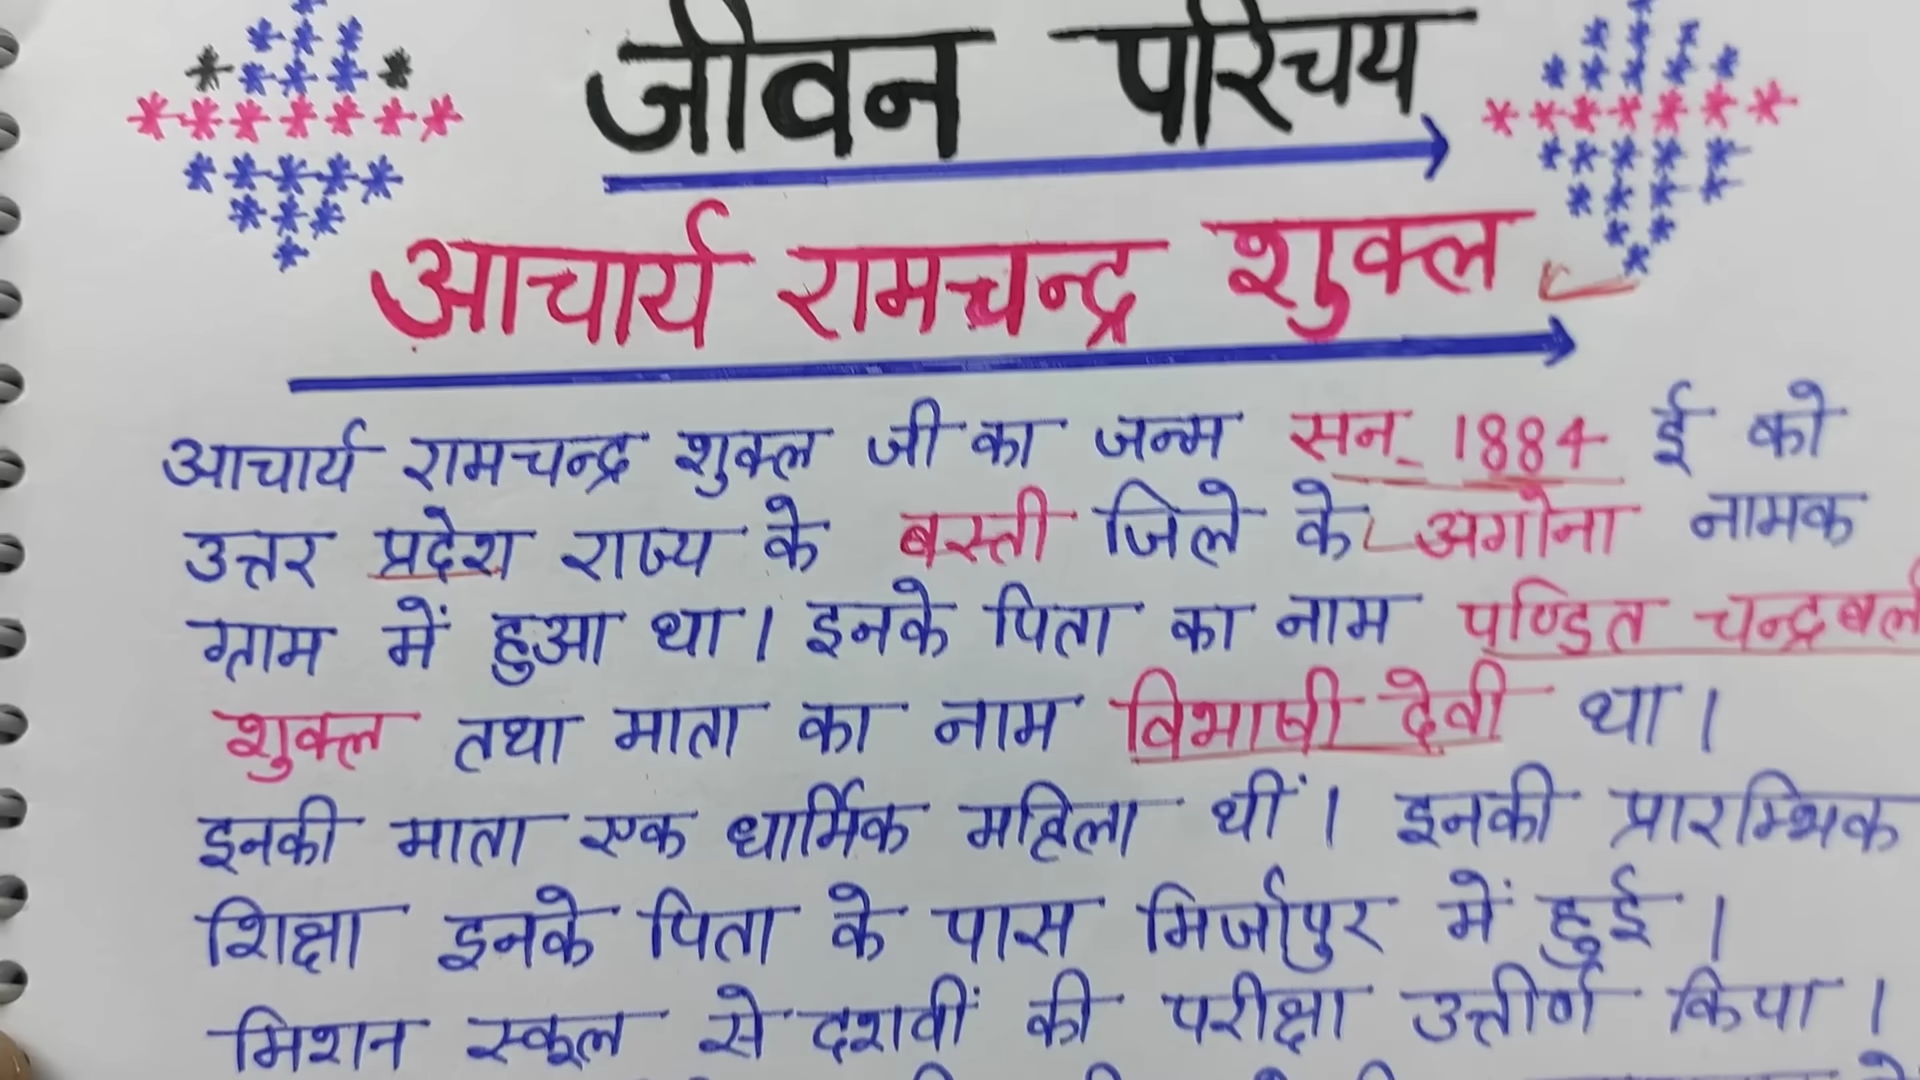 जीवन परिचय
आचार्य रामचन्द्र शुक्ल
आचार्य रामचन्द्र शुक्ल जी का जन्म सन् 1884 ई को
उत्तर प्रदेश राज्य के बस्ती जिले के अगोना नामक
ग्राम में हुआ था। इनके पिता का नाम पण्डित चन्द्रबली
शुक्ल तथा माता का नाम विभाषी देवी था।
इनकी माता एक धार्मिक महिला थीं। इनकी प्रारम्भिक
शिक्षा इनके पिता के पास मिर्जापुर में हुई।
मिशन स्कूल से दशवीं की परीक्षा उत्तीर्ण किया।